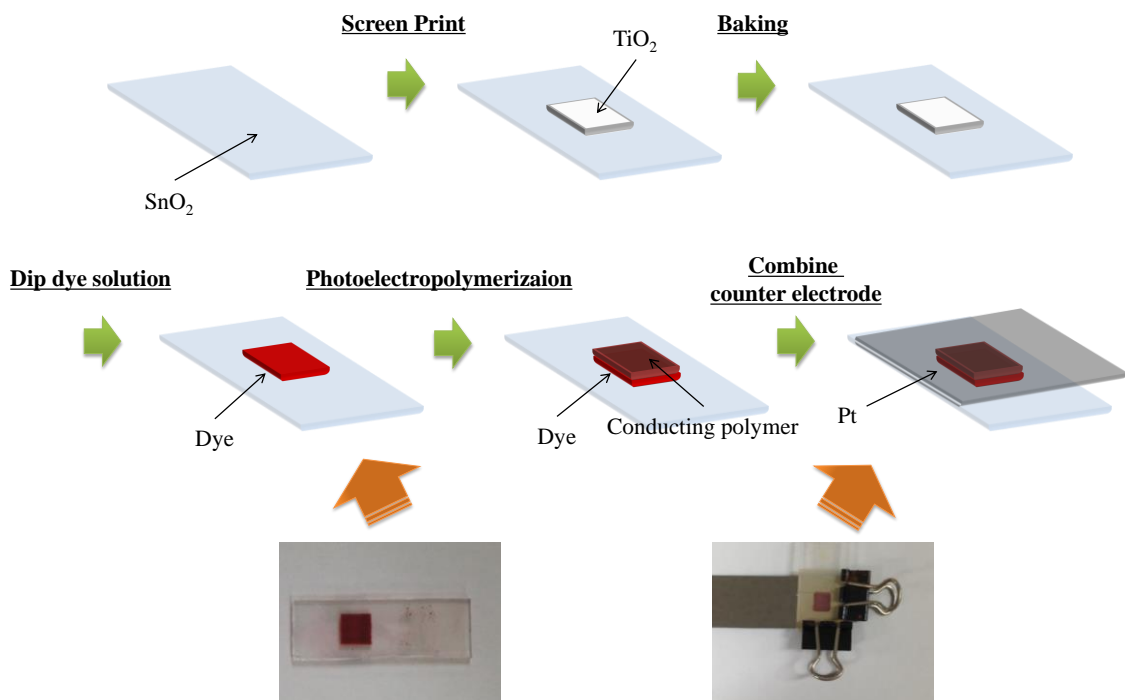 Screen Print
Baking
TiO₂
SnO₂
Dip dye solution
Photoelectropolymerizaion
Combine
counter electrode
Dye
Dye
Conducting polymer
Pt